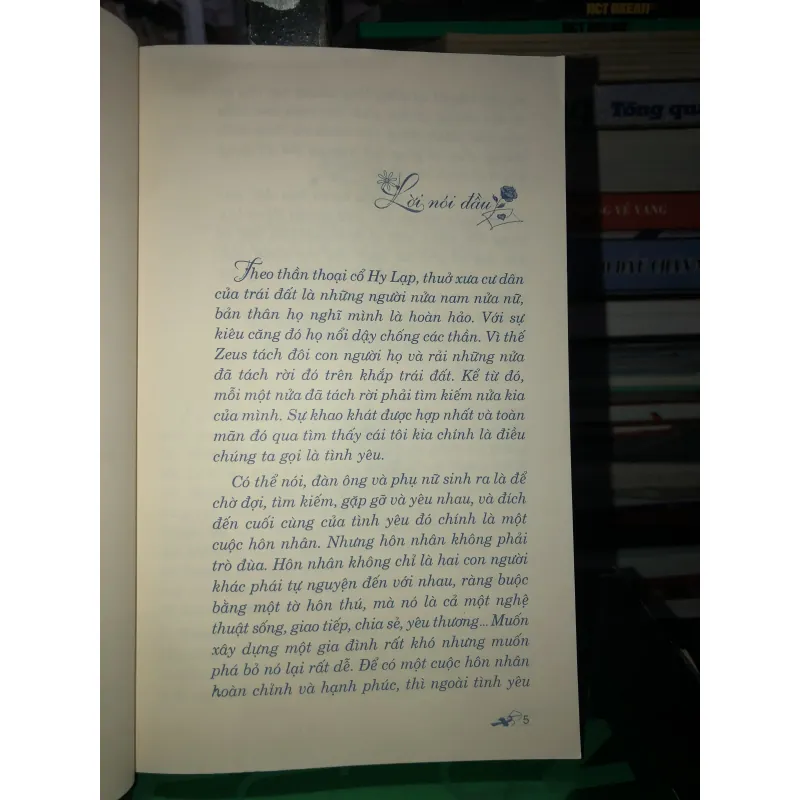 Lời nói đầu
Theo thần thoại cổ Hy Lạp, thuở xưa cư dân
của trái đất là những người nửa nam nửa nữ,
bản thân họ nghĩ mình là hoàn hảo. Với sự
kiêu căng đó họ nổi dậy chống các thần. Vì thế
Zeus tách đôi con người họ và rải những nửa
đã tách rời đó trên khắp trái đất. Kể từ đó,
mỗi một nửa đã tách rời phải tìm kiếm nửa kia
của mình. Sự khao khát được hợp nhất và toàn
mãn đó qua tìm thấy cái tôi kia chính là điều
chúng ta gọi là tình yêu.
Có thể nói, đàn ông và phụ nữ sinh ra là để
chờ đợi, tìm kiếm, gặp gỡ và yêu nhau, và đích
đến cuối cùng của tình yêu đó chính là một
cuộc hôn nhân. Nhưng hôn nhân không phải
trò đùa. Hôn nhân không chỉ là hai con người
khác phái tự nguyện đến với nhau, ràng buộc
bằng một tờ hôn thú, mà nó là cả một nghệ
thuật sống, giao tiếp, chia sẻ, yêu thương... Muốn
xây dựng một gia đình rất khó nhưng muốn
phá bỏ nó lại rất dễ. Để có một cuộc hôn nhân
hoàn chỉnh và hạnh phúc, thì ngoài tình yêu
5
Tổng qua
G VẺ VANG